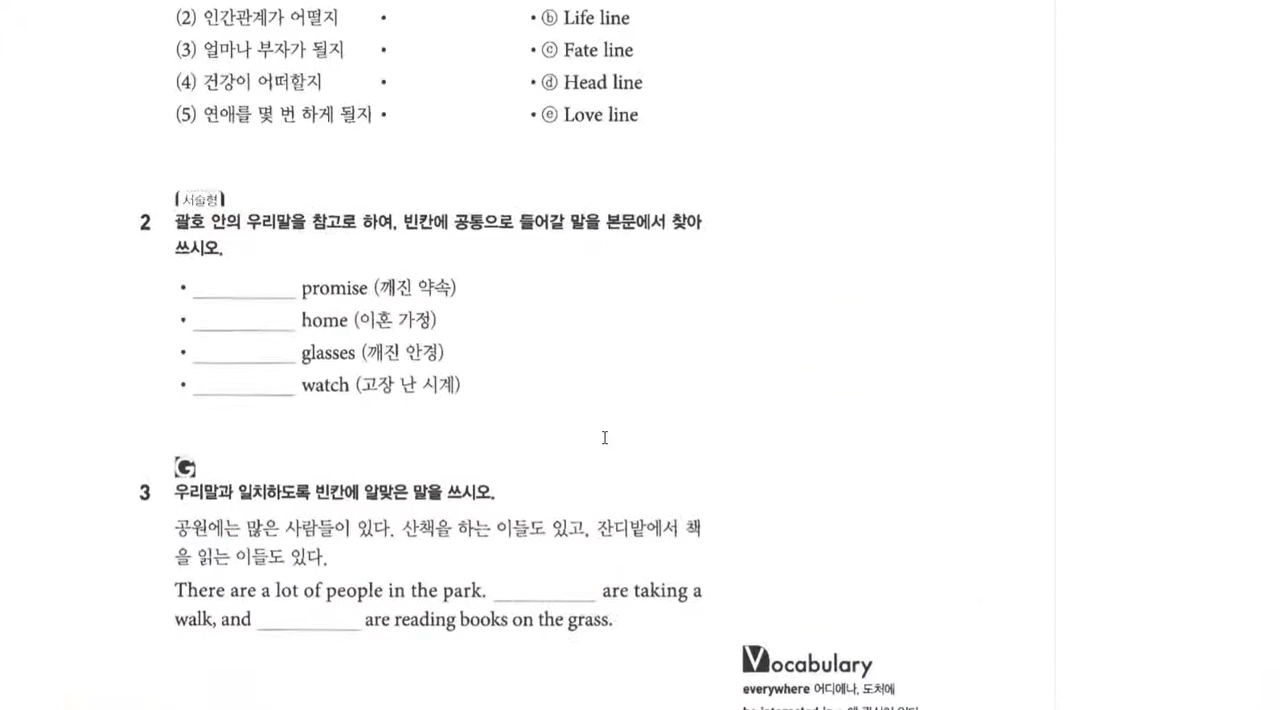 (2) 인간관계가 어떨지 • • ⓑ Life line
(3) 얼마나 부자가 될지 • • ⓒ Fate line
(4) 건강이 어떠할지 • • ⓓ Head line
(5) 연애를 몇 번 하게 될지 • • ⓔ Love line
서술형
2 괄호 안의 우리말을 참고로 하여, 빈칸에 공통으로 들어갈 말을 본문에서 찾아
쓰시오.
• __________ promise (깨진 약속)
• __________ home (이혼 가정)
• __________ glasses (깨진 안경)
• __________ watch (고장 난 시계)
G
3 우리말과 일치하도록 빈칸에 알맞은 말을 쓰시오.
공원에는 많은 사람들이 있다. 산책을 하는 이들도 있고, 잔디밭에서 책
을 읽는 이들도 있다.
There are a lot of people in the park. __________ are taking a
walk, and __________ are reading books on the grass.
Vocabulary
everywhere 어디에나, 도처에